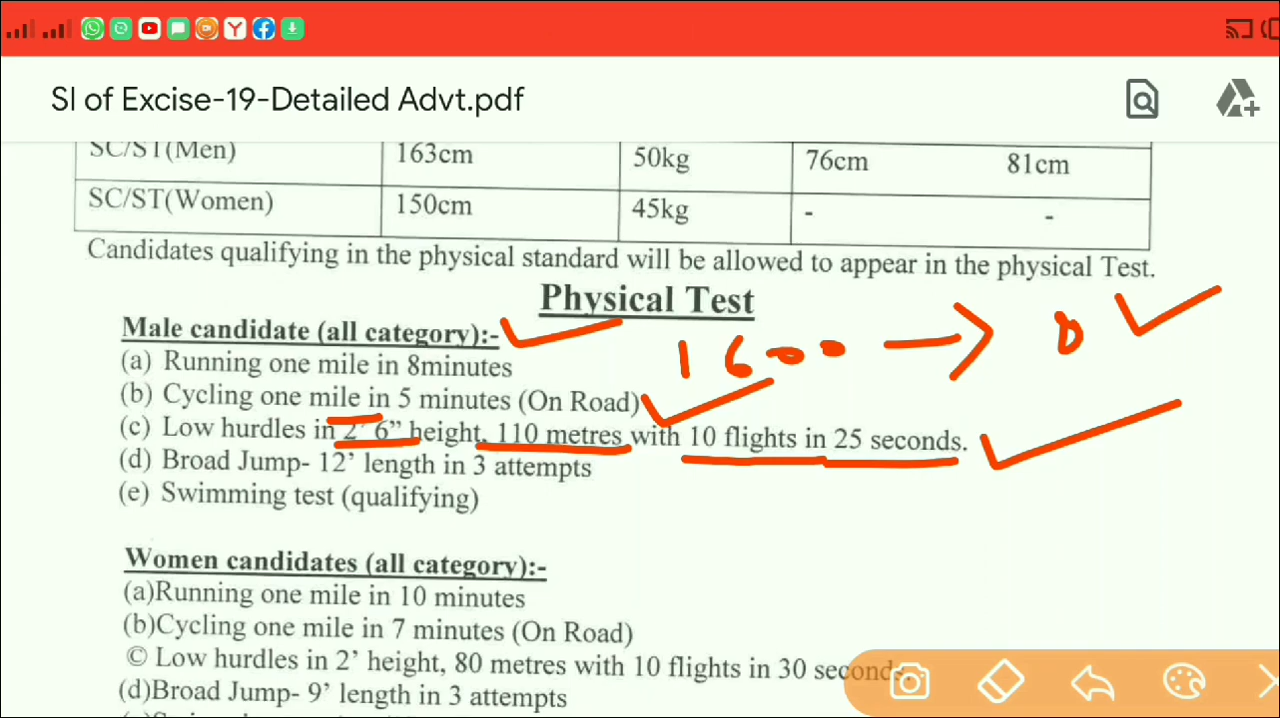 SI of Excise-19-Detailed Advt.pdf
SC/ST(Men) 163cm 50kg 76cm 81cm
SC/ST(Women) 150cm 45kg - -
Candidates qualifying in the physical standard will be allowed to appear in the physical Test.
Physical Test
Male candidate (all category):-
1600 → 8
(a) Running one mile in 8minutes
(b) Cycling one mile in 5 minutes (On Road)
(c) Low hurdles in 2' 6” height, 110 metres with 10 flights in 25 seconds.
(d) Broad Jump- 12’ length in 3 attempts
(e) Swimming test (qualifying)
Women candidates (all category):-
(a)Running one mile in 10 minutes
(b)Cycling one mile in 7 minutes (On Road)
© Low hurdles in 2’ height, 80 metres with 10 flights in 30 seconds.
(d)Broad Jump- 9’ length in 3 attempts